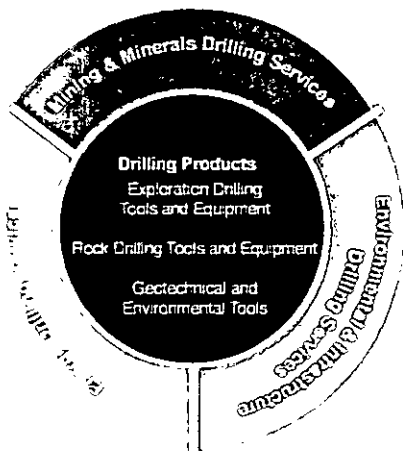 Mining & Minerals Drilling Services
Drilling Products
Exploration Drilling
Tools and Equipment
Rock Drilling Tools and Equipment
Geotechnical and
Environmental Tools
Environmental & Infrastructure
Drilling Services